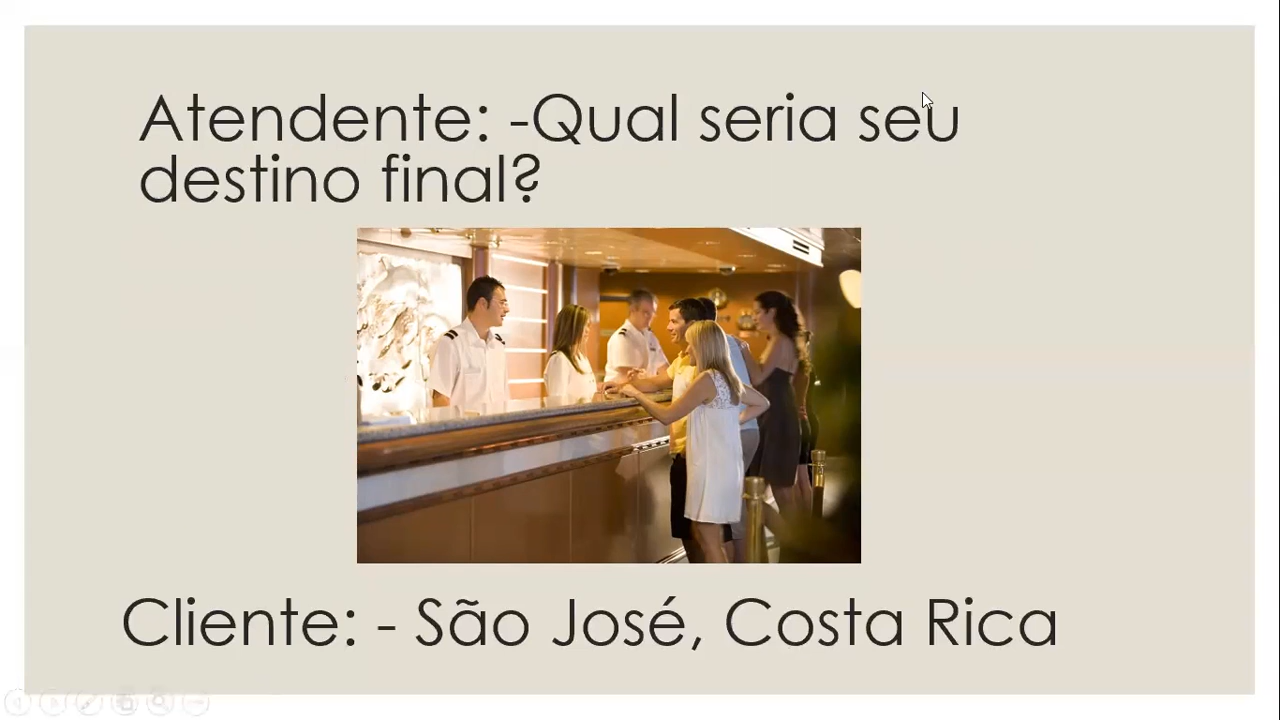 Atendente: -Qual seria seu
destino final?
Cliente: - São José, Costa Rica